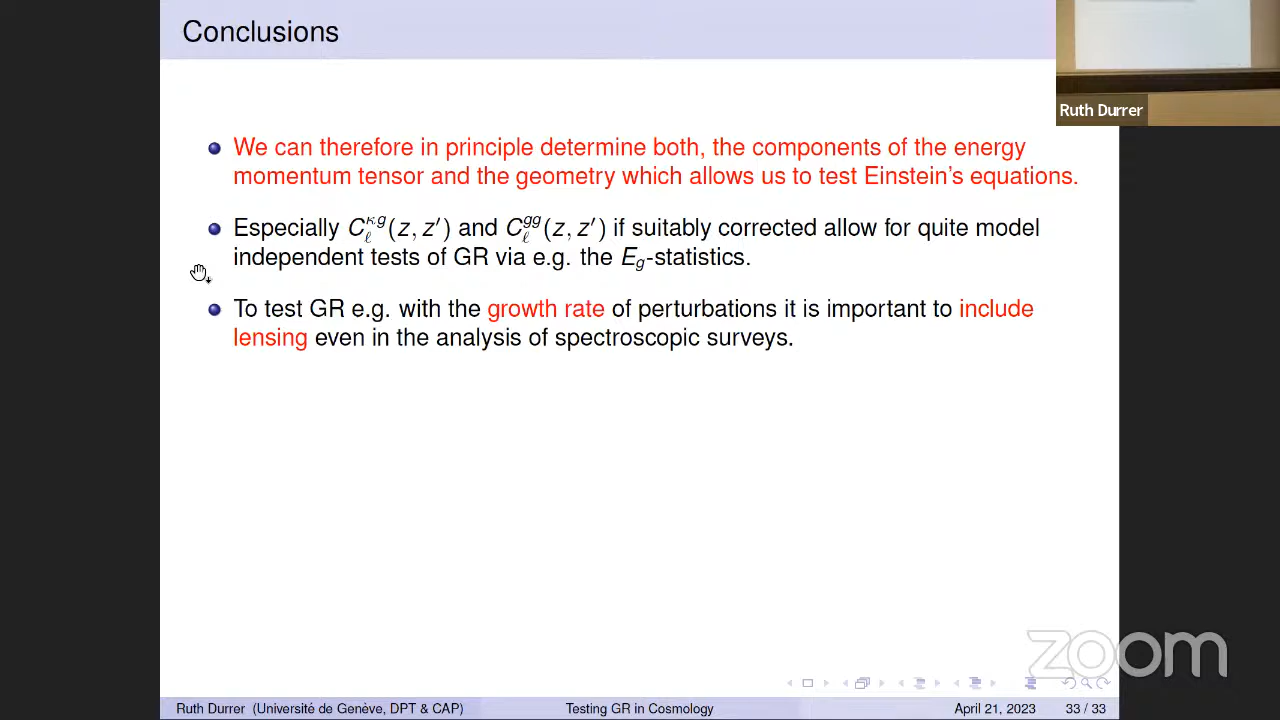 Conclusions
Ruth Durrer
We can therefore in principle determine both, the components of the energy
momentum tensor and the geometry which allows us to test Einstein's equations.
Especially C_ℓ^{κg}(z, z′) and C_ℓ^{gg}(z, z′) if suitably corrected allow for quite model
independent tests of GR via e.g. the E_g-statistics.
To test GR e.g. with the growth rate of perturbations it is important to include
lensing even in the analysis of spectroscopic surveys.
zoom
Ruth Durrer (Université de Genève, DPT & CAP) Testing GR in Cosmology April 21, 2023 33 / 33